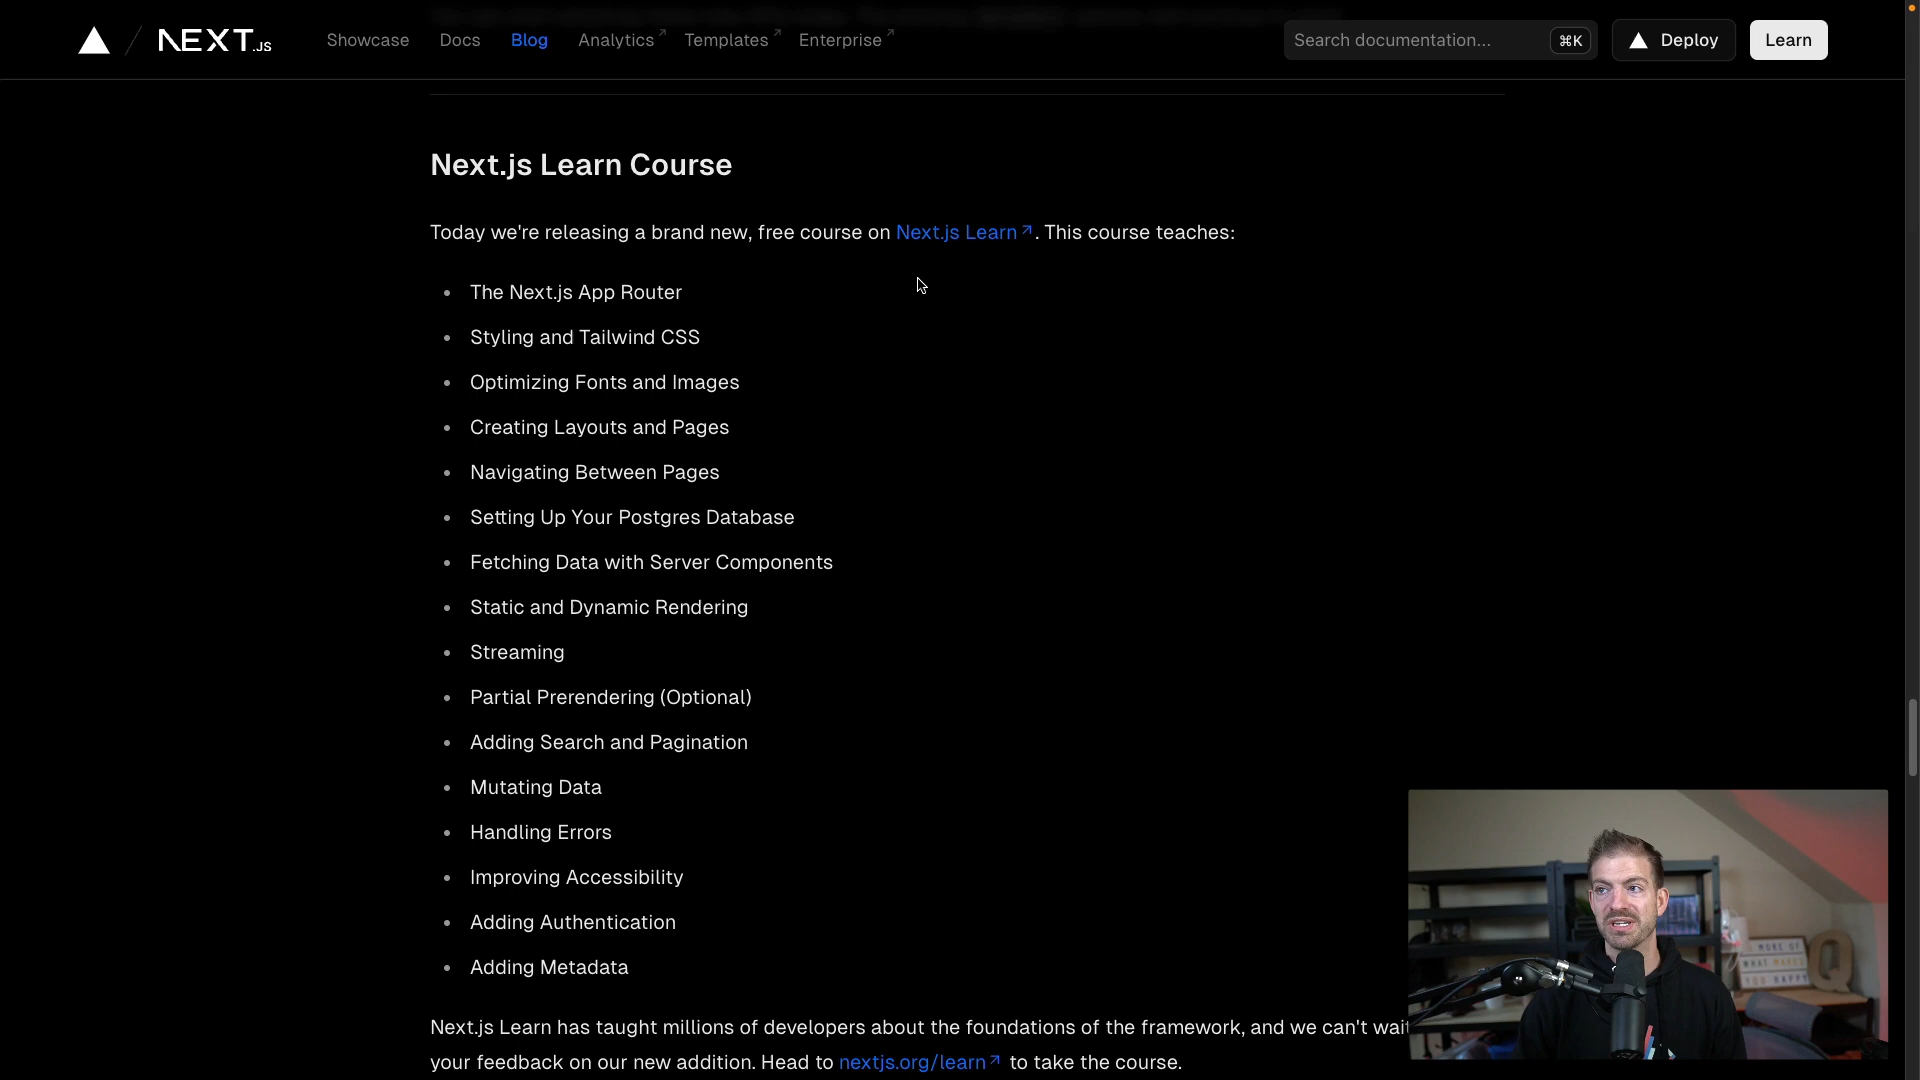 NEXT.JS Showcase Docs Blog Analytics Templates Enterprise Search documentation... ⌘K Deploy Learn
Next.js Learn Course
Today we're releasing a brand new, free course on Next.js Learn. This course teaches:
The Next.js App Router
Styling and Tailwind CSS
Optimizing Fonts and Images
Creating Layouts and Pages
Navigating Between Pages
Setting Up Your Postgres Database
Fetching Data with Server Components
Static and Dynamic Rendering
Streaming
Partial Prerendering (Optional)
Adding Search and Pagination
Mutating Data
Handling Errors
Improving Accessibility
Adding Authentication
Adding Metadata
Next.js Learn has taught millions of developers about the foundations of the framework, and we can't wait
your feedback on our new addition. Head to nextjs.org/learn to take the course.
MORE OF
WHAT MAKES
YOU HAPPY
Q